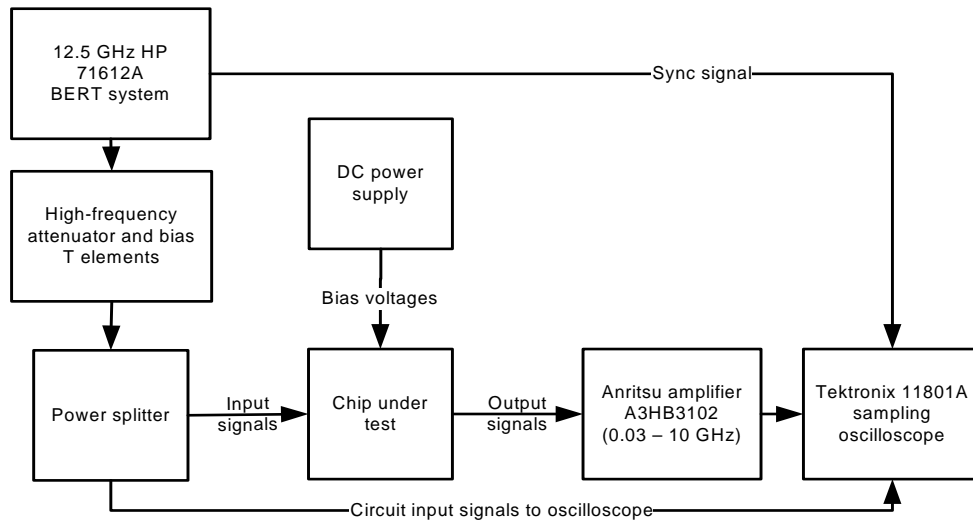 12.5 GHz HP
71612A
BERT system
Sync signal
DC power
supply
High-frequency
attenuator and bias
T elements
Bias voltages
Power splitter
Input
signals
Chip under
test
Output
signals
Anritsu amplifier
A3HB3102
(0.03 – 10 GHz)
Tektronix 11801A
sampling
oscilloscope
Circuit input signals to oscilloscope